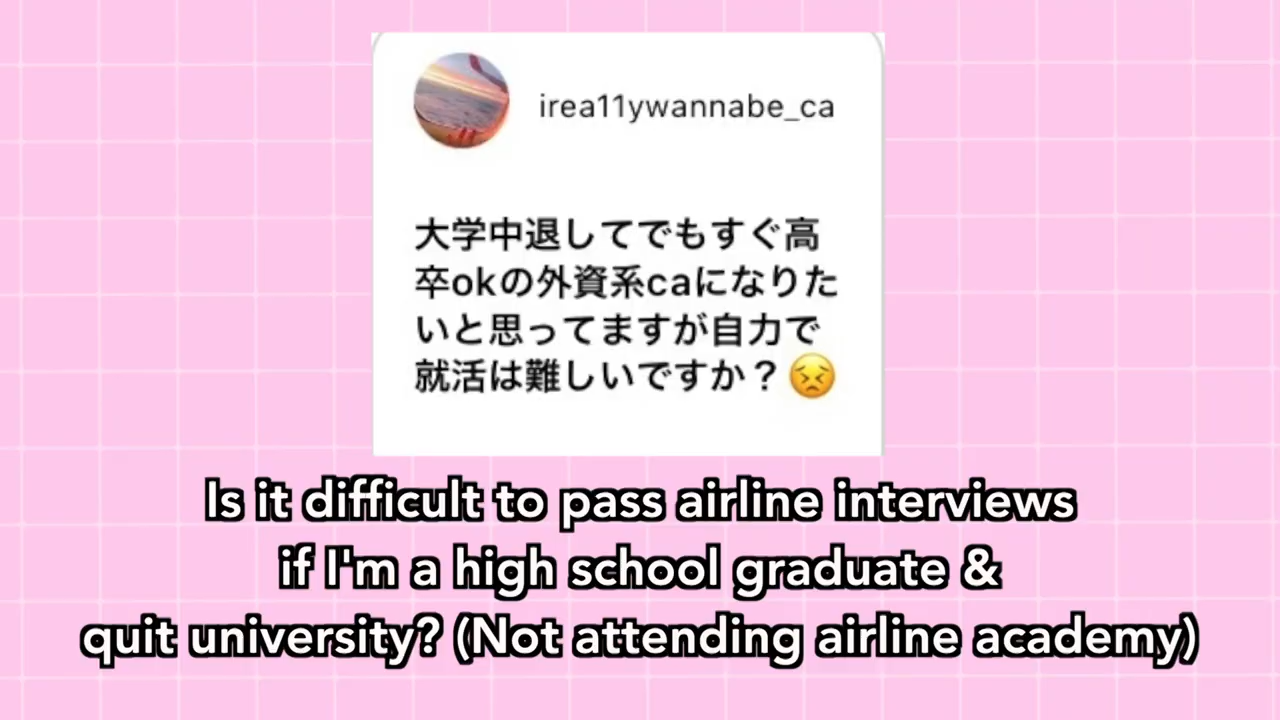 irea11ywannabe_ca
大学中退してでもすぐ高
卒okの外資系caになりた
いと思ってますが自力で
就活は難しいですか？😣
Is it difficult to pass airline interviews
if I'm a high school graduate &
quit university? (Not attending airline academy)